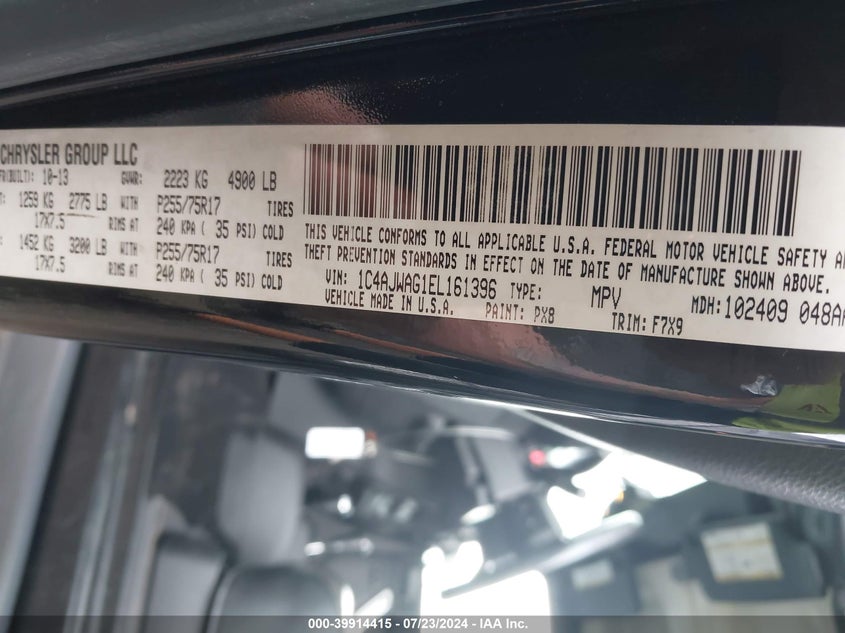 CHRYSLER GROUP LLC
FR(BUILT): 10-13 GVWR: 2223 KG 4900 LB
T: 1259 KG 2775 LB WITH P255/75R17 TIRES
17X7.5 RIMS AT 240 KPA ( 35 PSI) COLD
: 1452 KG 3200 LB WITH P255/75R17 TIRES
17X7.5 RIMS AT 240 KPA ( 35 PSI) COLD
THIS VEHICLE CONFORMS TO ALL APPLICABLE U.S.A. FEDERAL MOTOR VEHICLE SAFETY A
THEFT PREVENTION STANDARDS IN EFFECT ON THE DATE OF MANUFACTURE SHOWN ABOVE.
VIN: 1C4AJWAG1EL161396 TYPE: MPV MDH: 102409 048A
VEHICLE MADE IN U.S.A. PAINT: PX8 TRIM: F7X9
000-39914415 - 07/23/2024 - IAA Inc.